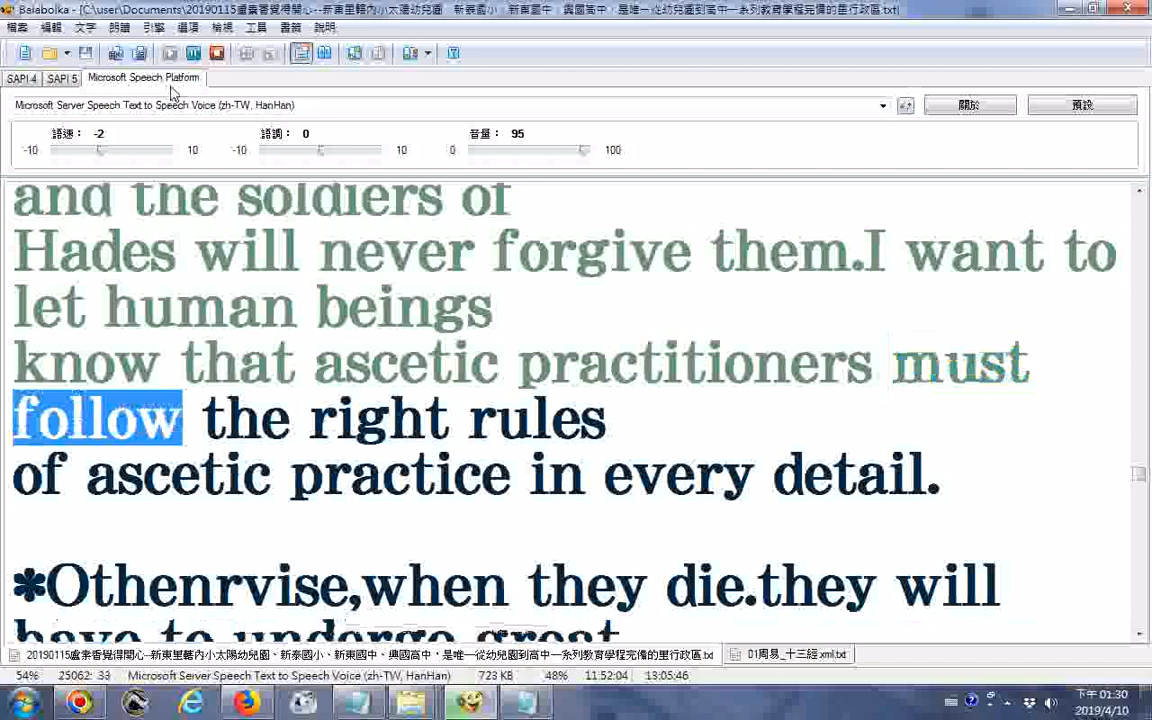 Balabolka - [C:\user\Documents\20190115盧素香覺得開心--新東里轄內小太陽幼兒園、新泰國小、新東國中、興國高中，是唯一從幼兒園到高中一系列教育學程完備的里行政區.txt]
檔案 編輯 文字 朗讀 引擎 選項 檢視 工具 書籤 說明
SAPI 4 SAPI 5 Microsoft Speech Platform
Microsoft Server Speech Text to Speech Voice (zh-TW, HanHan) 關於 預設
語速： -2 語調： 0 音量： 95
-10 10 -10 10 0 100
and the soldiers of
Hades will never forgive them.I want to
let human beings
know that ascetic practitioners must
follow the right rules
of ascetic practice in every detail.
*Othenrvise,when they die.they will
have to undergo great
20190115盧素香覺得開心--新東里轄內小太陽幼兒園、新泰國小、新東國中、興國高中，是唯一從幼兒園到高中一系列教育學程完備的里行政區.txt 01周易_十三經.xml.txt
54% 25062: 33 Microsoft Server Speech Text to Speech Voice (zh-TW, HanHan) 723 KB 48% 11:52:04 13:05:46
下午 01:30
2019/4/10